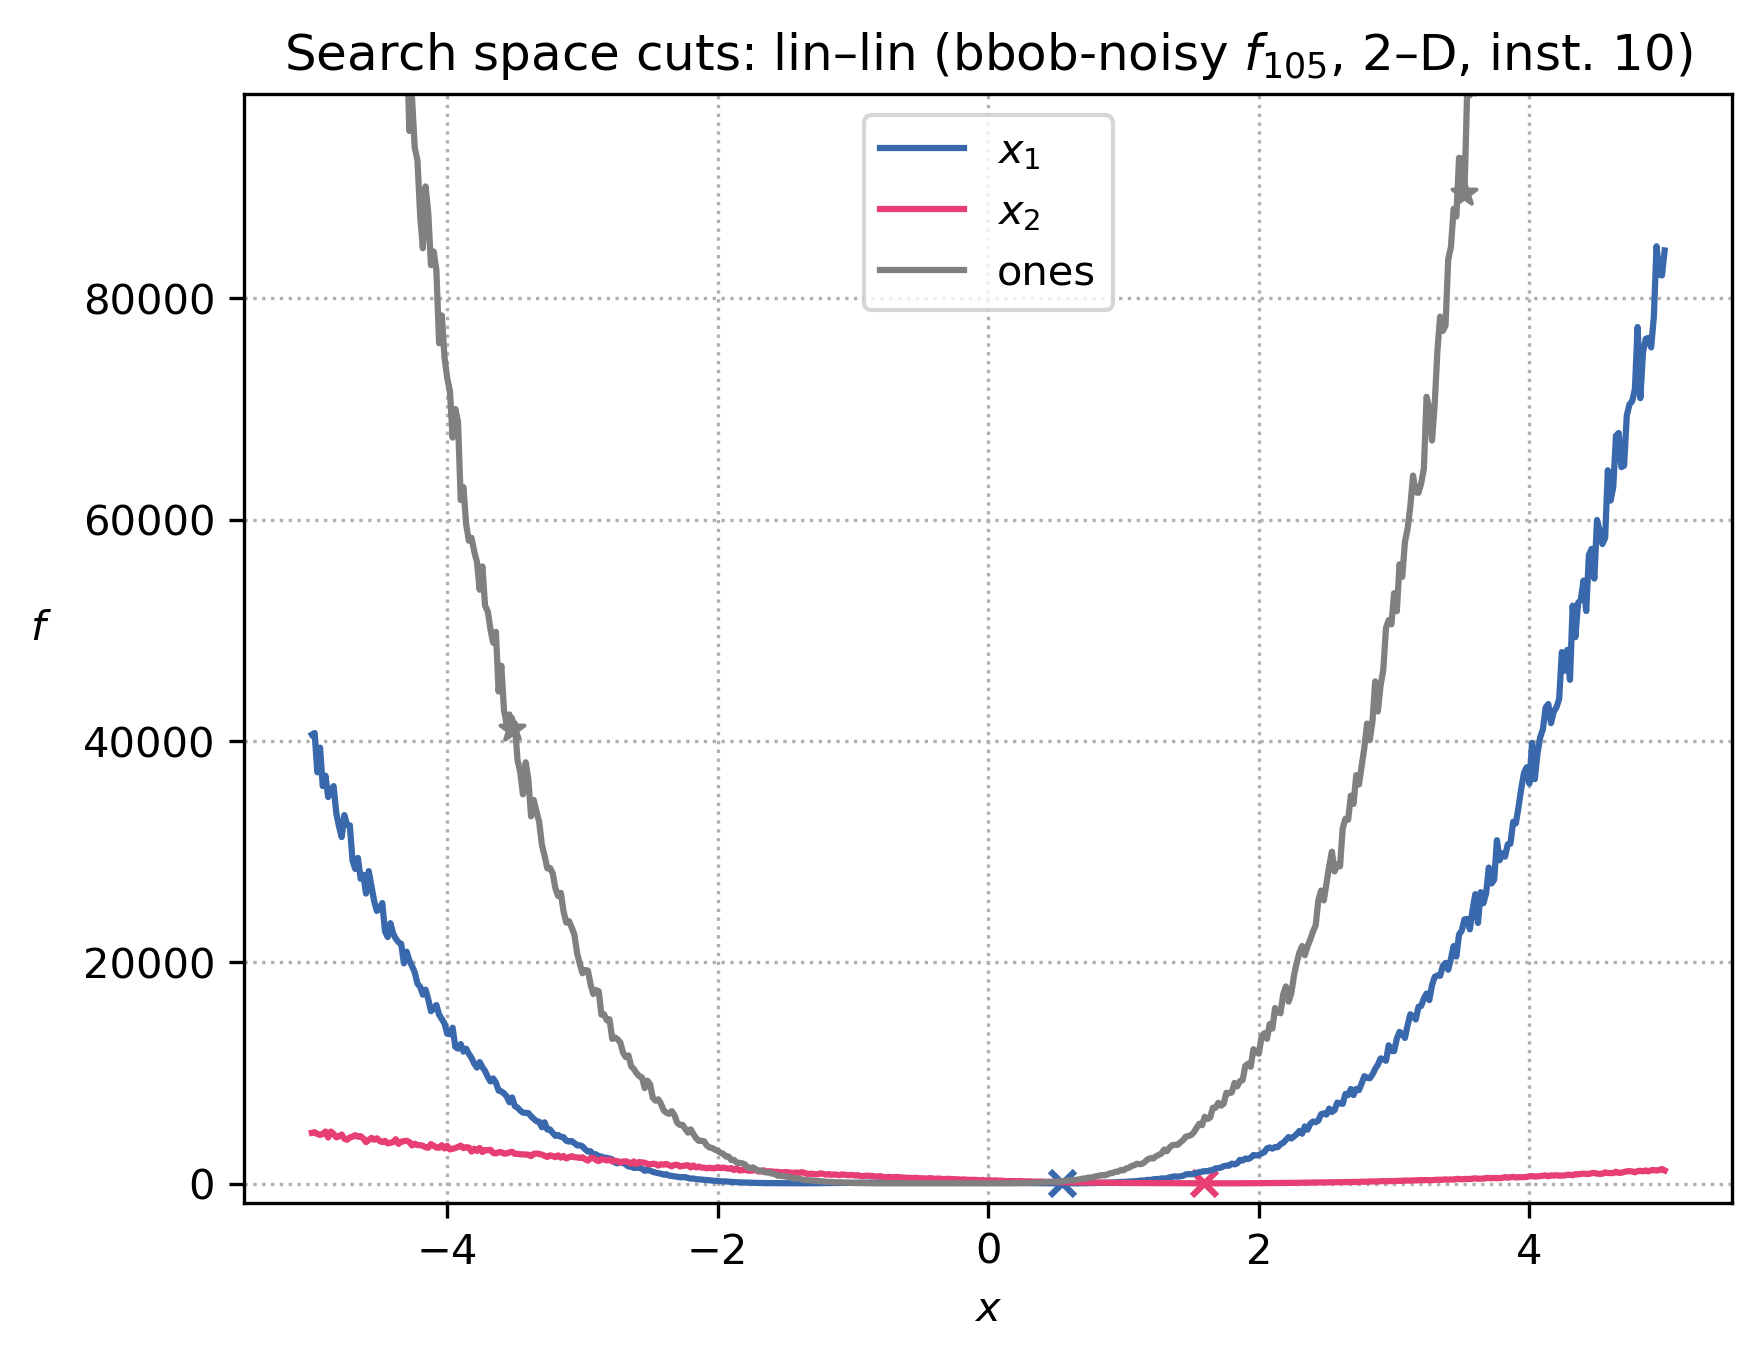 Search space cuts: lin–lin (bbob-noisy f₁₀₅, 2–D, inst. 10)
x₁
x₂
ones
80000
60000
40000
20000
0
f
−4
−2
0
2
4
x